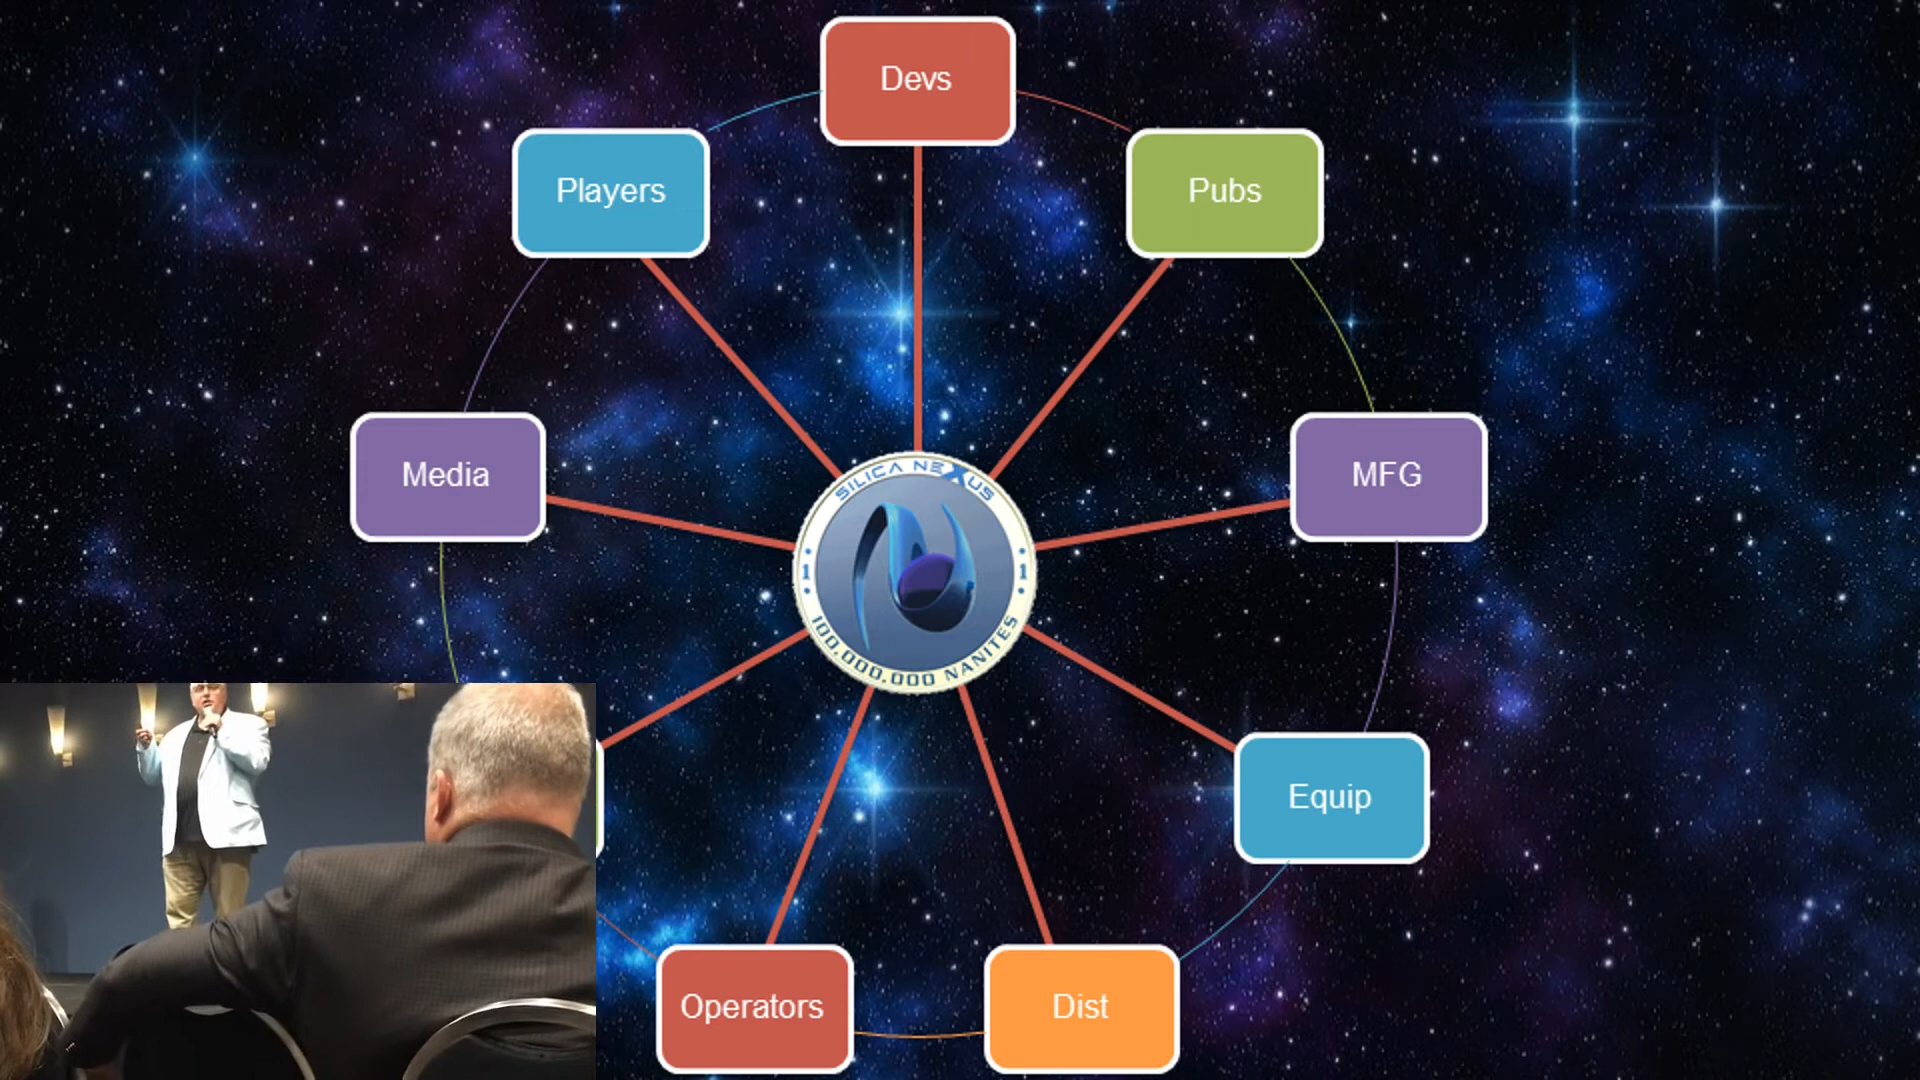 Devs
Players
Pubs
Media
MFG
SILICA NEXUS
1
1
100,000,000 NANITES
Equip
Operators
Dist